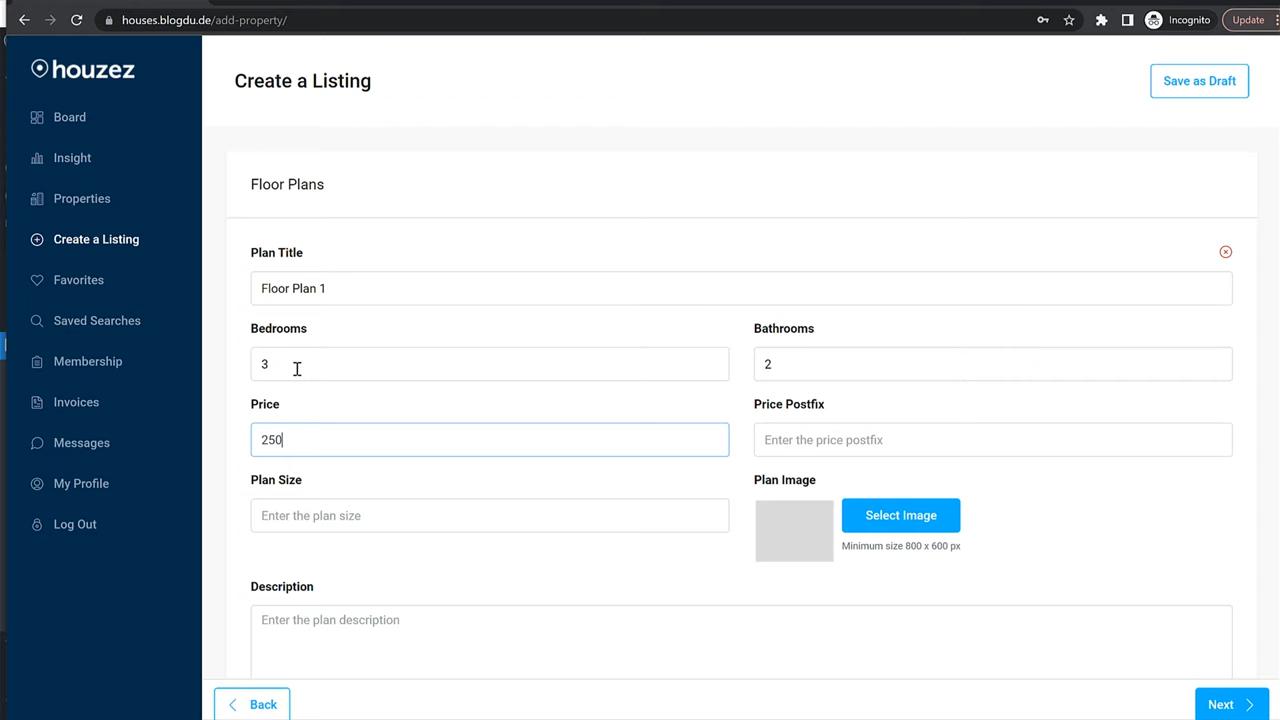 houses.blogdu.de/add-property/
Incognito
Update
houzez
Board
Insight
Properties
Create a Listing
Favorites
Saved Searches
Membership
Invoices
Messages
My Profile
Log Out
Create a Listing
Save as Draft
Floor Plans
Plan Title
Floor Plan 1
Bedrooms
Bathrooms
3
2
Price
Price Postfix
250
Enter the price postfix
Plan Size
Plan Image
Enter the plan size
Select Image
Minimum size 800 x 600 px
Description
Enter the plan description
Back
Next